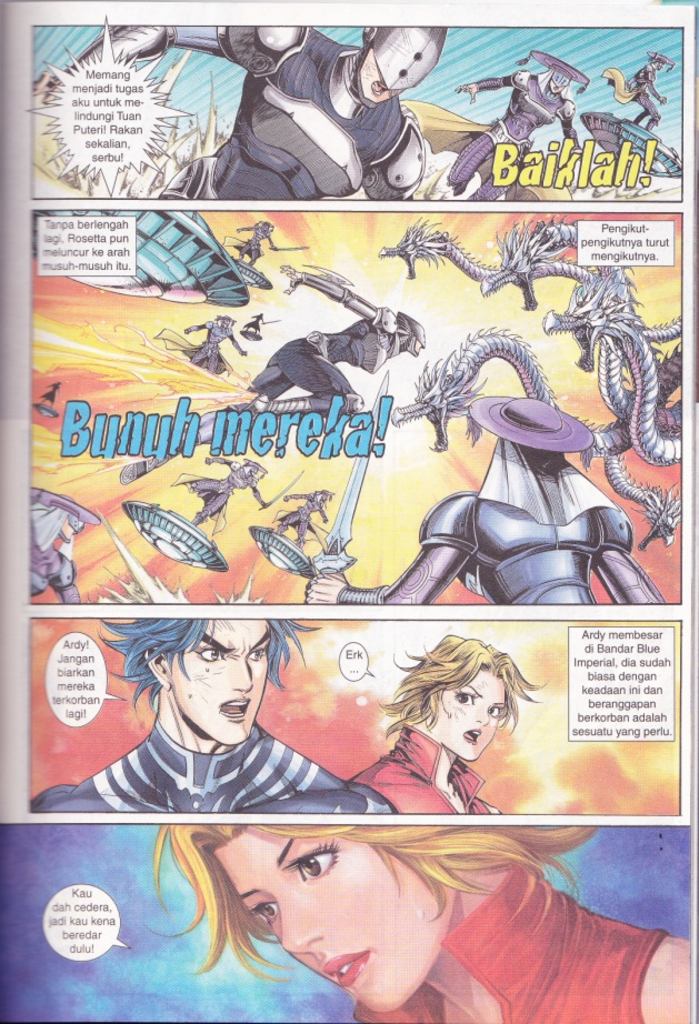 Memang
menjadi tugas
aku untuk me-
lindungi Tuan
Puteri! Rakan
sekalian,
serbu!
Baiklah!
Tanpa berlengah
lagi, Rosetta pun
meluncur ke arah
musuh-musuh itu.
Pengikut-
pengikutnya turut
mengikutnya.
Bunuh mereka!
Ardy!
Jangan
biarkan
mereka
terkorban
lagi!
Erk
...
Ardy membesar
di Bandar Blue
Imperial, dia sudah
biasa dengan
keadaan ini dan
beranggapan
berkorban adalah
sesuatu yang perlu.
Kau
dah cedera,
jadi kau kena
beredar
dulu!